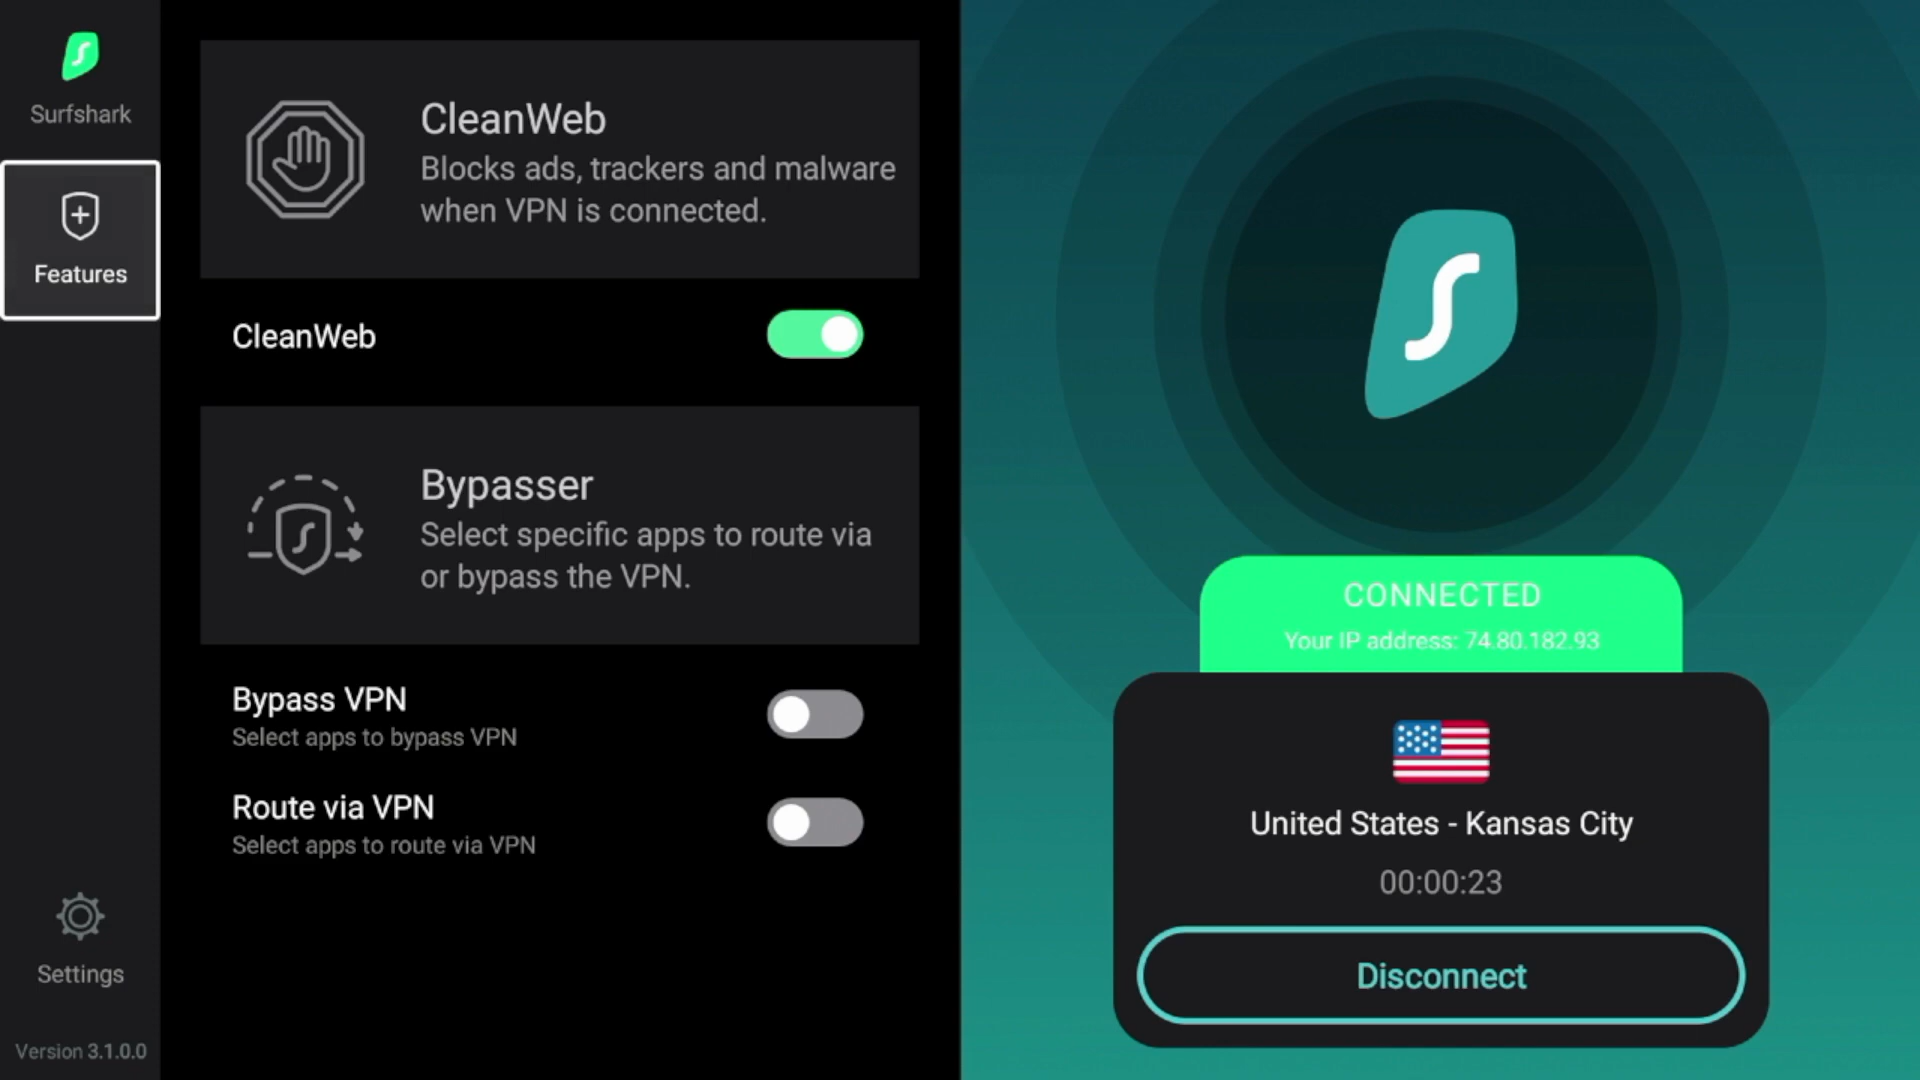 Surfshark
Features
Settings
Version 3.1.0.0
CleanWeb
Blocks ads, trackers and malware
when VPN is connected.
CleanWeb
Bypasser
Select specific apps to route via
or bypass the VPN.
Bypass VPN
Select apps to bypass VPN
Route via VPN
Select apps to route via VPN
CONNECTED
Your IP address: 74.80.182.93
United States - Kansas City
00:00:23
Disconnect